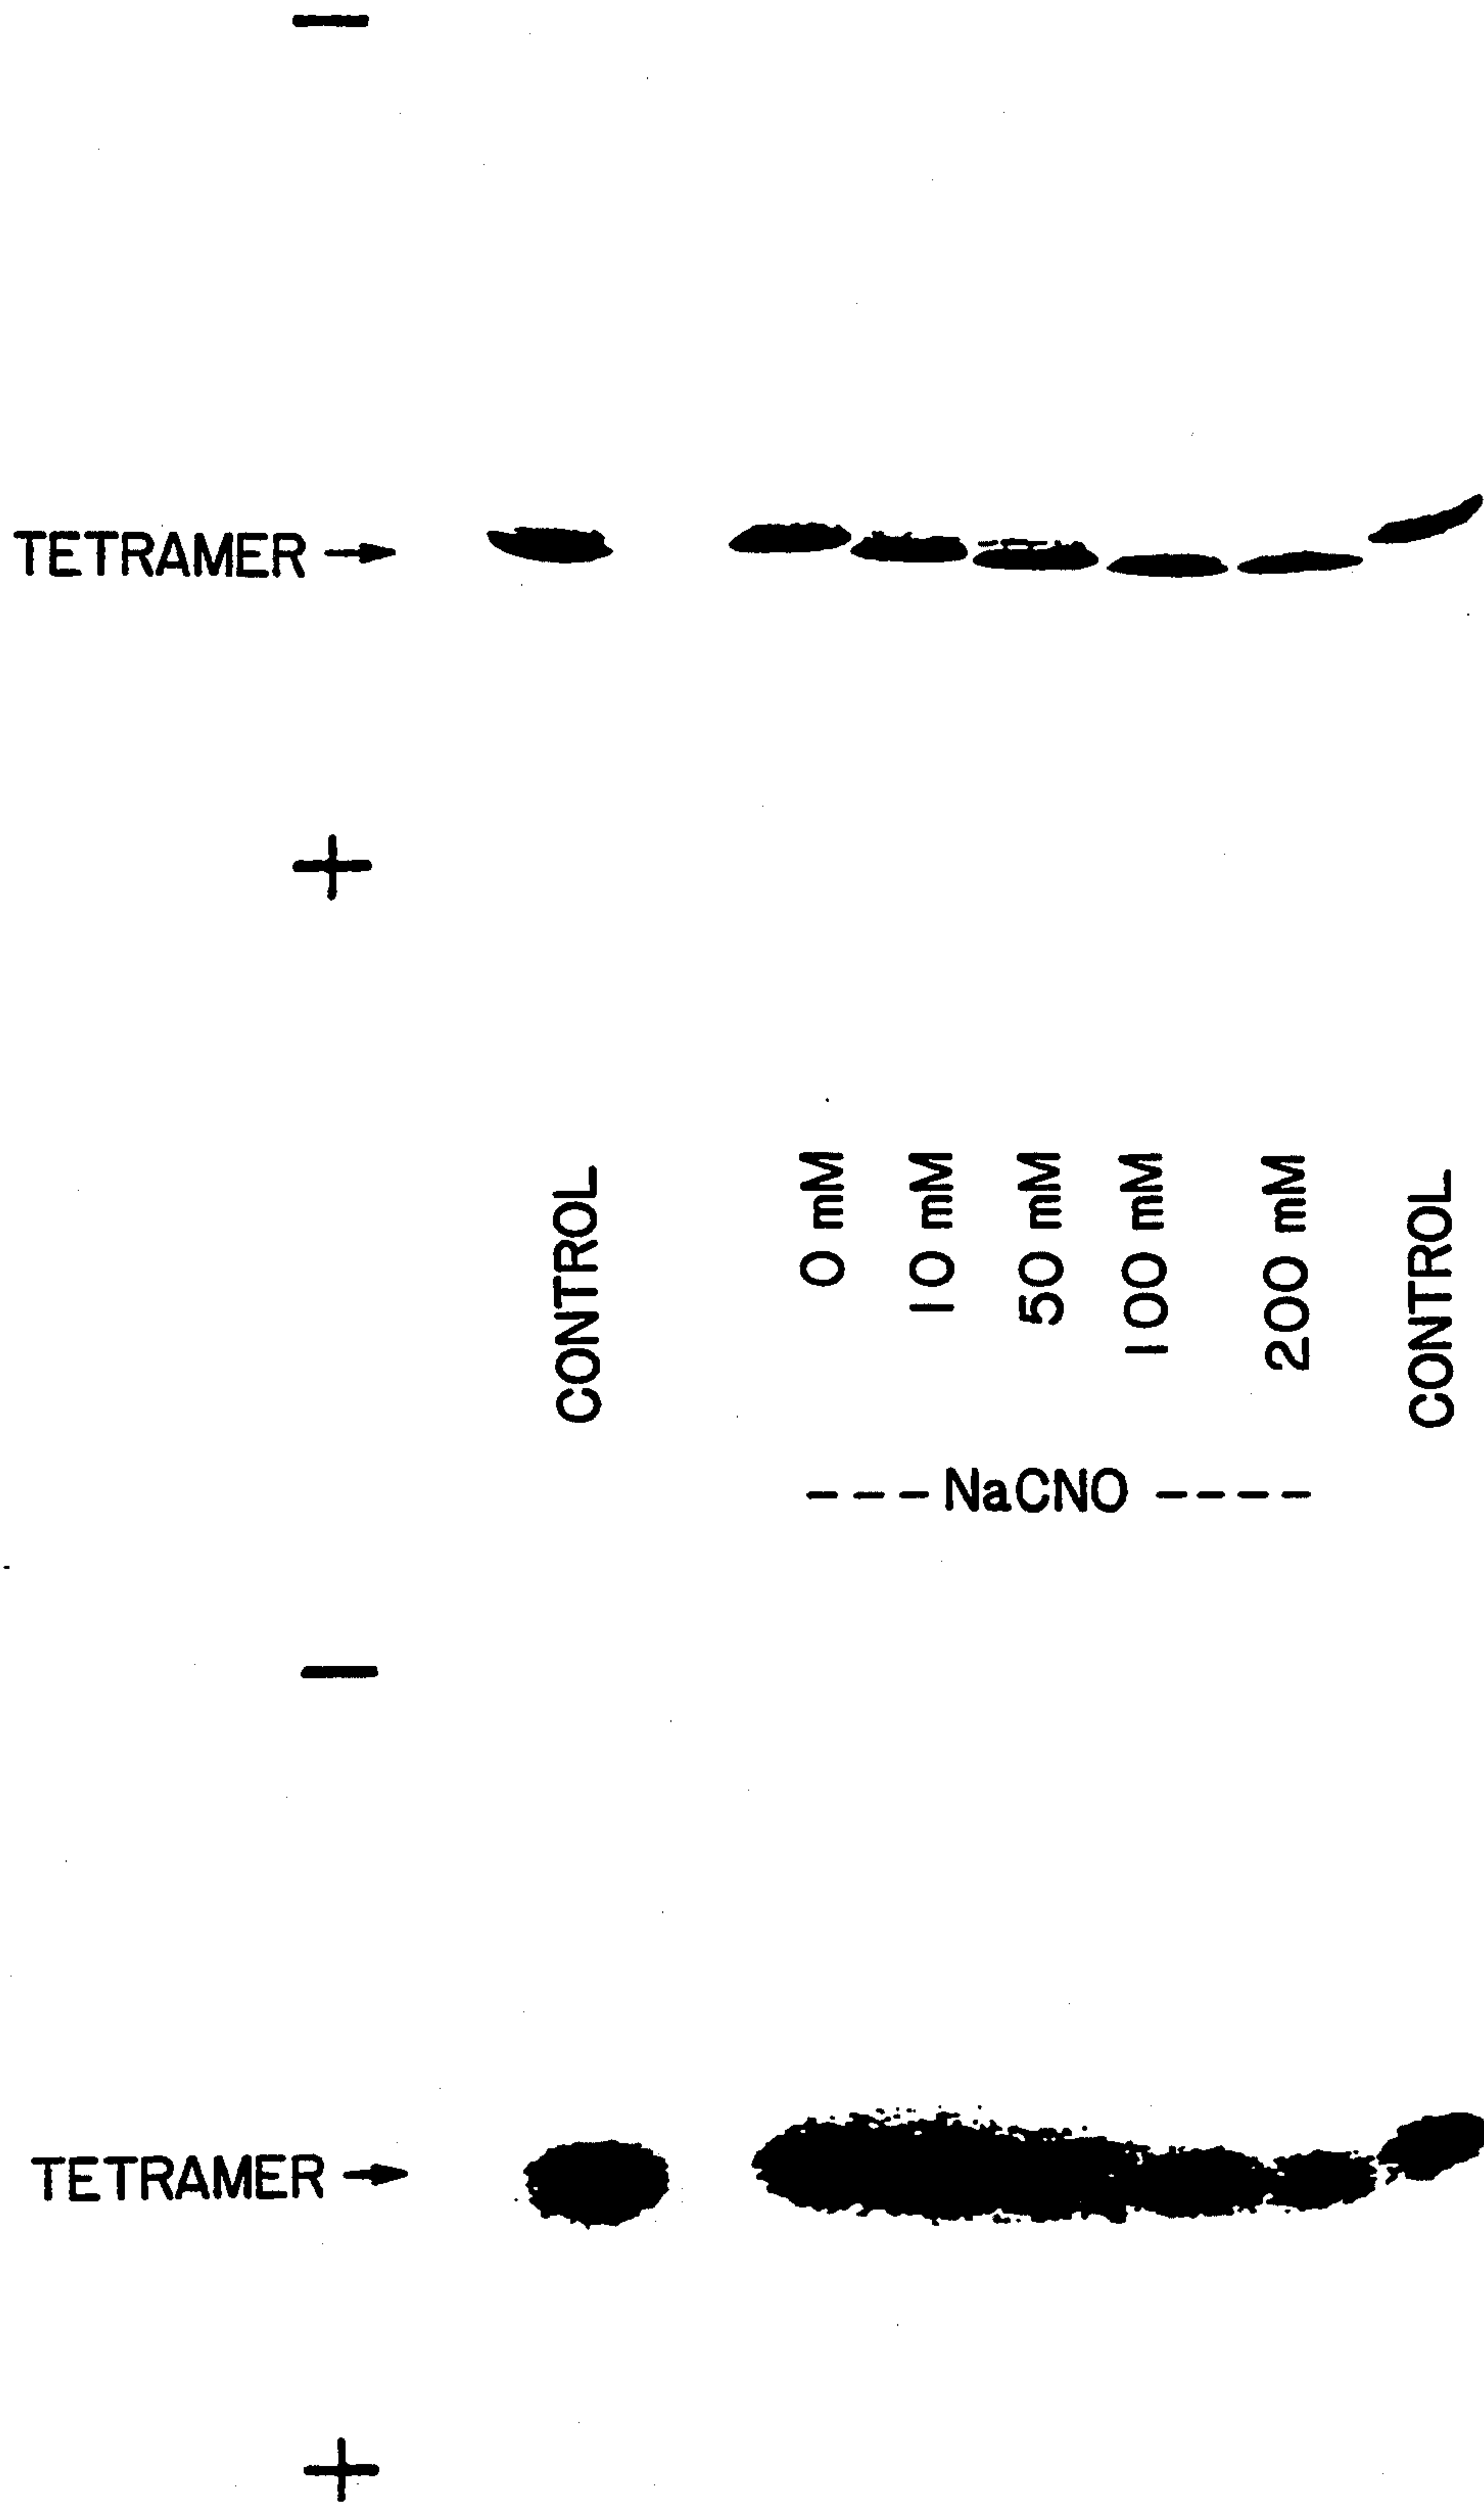 −
TETRAMER →
+
CONTROL
0 mM
10 mM
50 mM
100 mM
200 mM
CONTROL
---NaCNO----
−
TETRAMER →
+